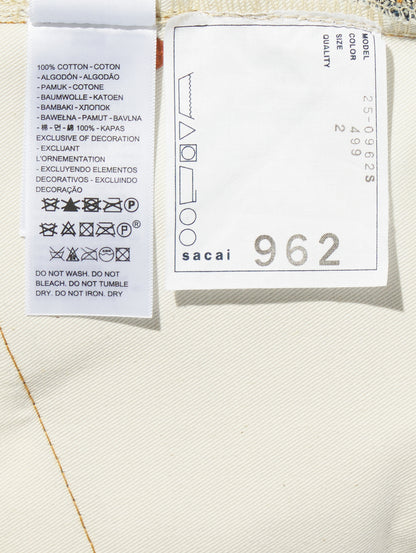 100% COTTON-COTON
- ALGODÓN-ALGODÃO
- PAMUK-COTONE
- BAUMWOLLE-KATOEN
- BAMBAKI-ХЛОПОК
- BAWEŁNA-PAMUT-BAVLNA
- 棉 - 면 - 綿 100% - KAPAS
EXCLUSIVE OF DECORATION
- EXCLUANT
L'ORNEMENTATION
- EXCLUYENDO ELEMENTOS
DECORATIVOS - EXCLUINDO
DECORAÇÃO
P
P®
DO NOT WASH. DO NOT
BLEACH. DO NOT TUMBLE
DRY. DO NOT IRON. DRY
MODEL 25-0962S
COLOR 499
SIZE 2
QUALITY
sacai 962